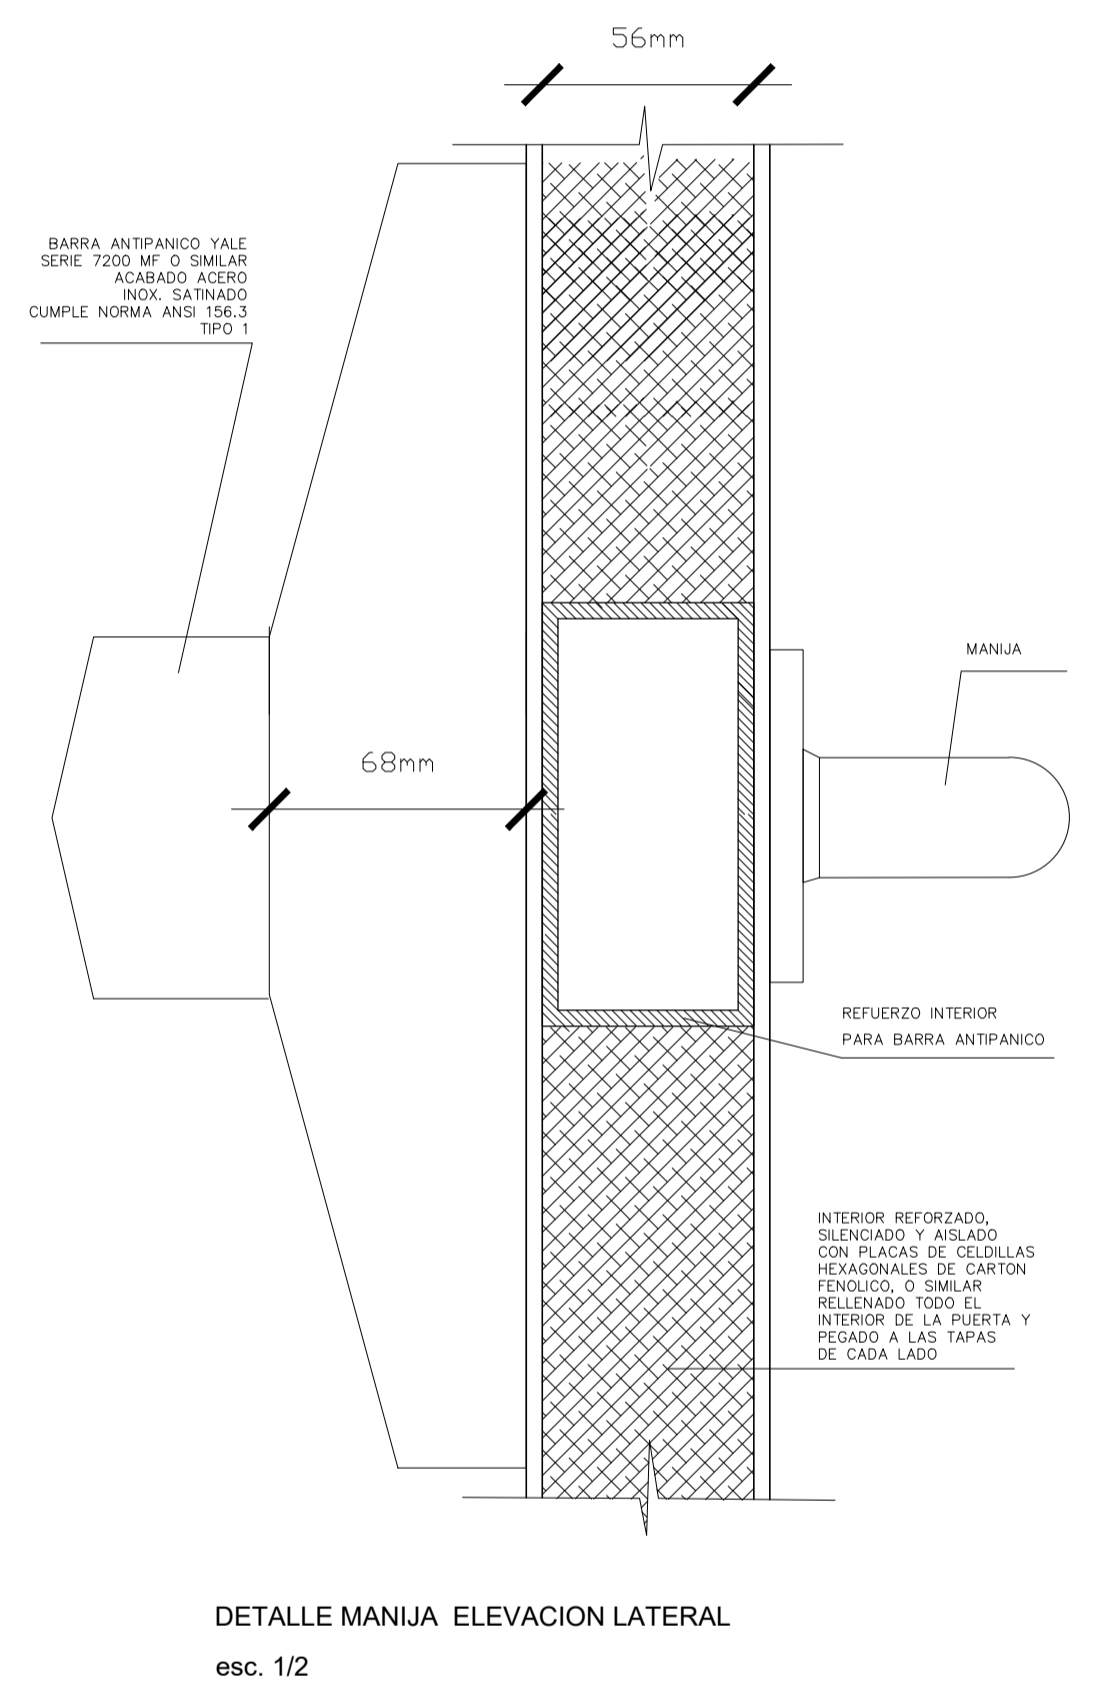 56mm
BARRA ANTIPANICO YALE
SERIE 7200 MF O SIMILAR
ACABADO ACERO
INOX. SATINADO
CUMPLE NORMA ANSI 156.3
TIPO 1
MANIJA
68mm
REFUERZO INTERIOR
PARA BARRA ANTIPANICO
INTERIOR REFORZADO,
SILENCIADO Y AISLADO
CON PLACAS DE CELDILLAS
HEXAGONALES DE CARTON
FENOLICO, O SIMILAR
RELLENADO TODO EL
INTERIOR DE LA PUERTA Y
PEGADO A LAS TAPAS
DE CADA LADO
DETALLE MANIJA ELEVACION LATERAL
esc. 1/2